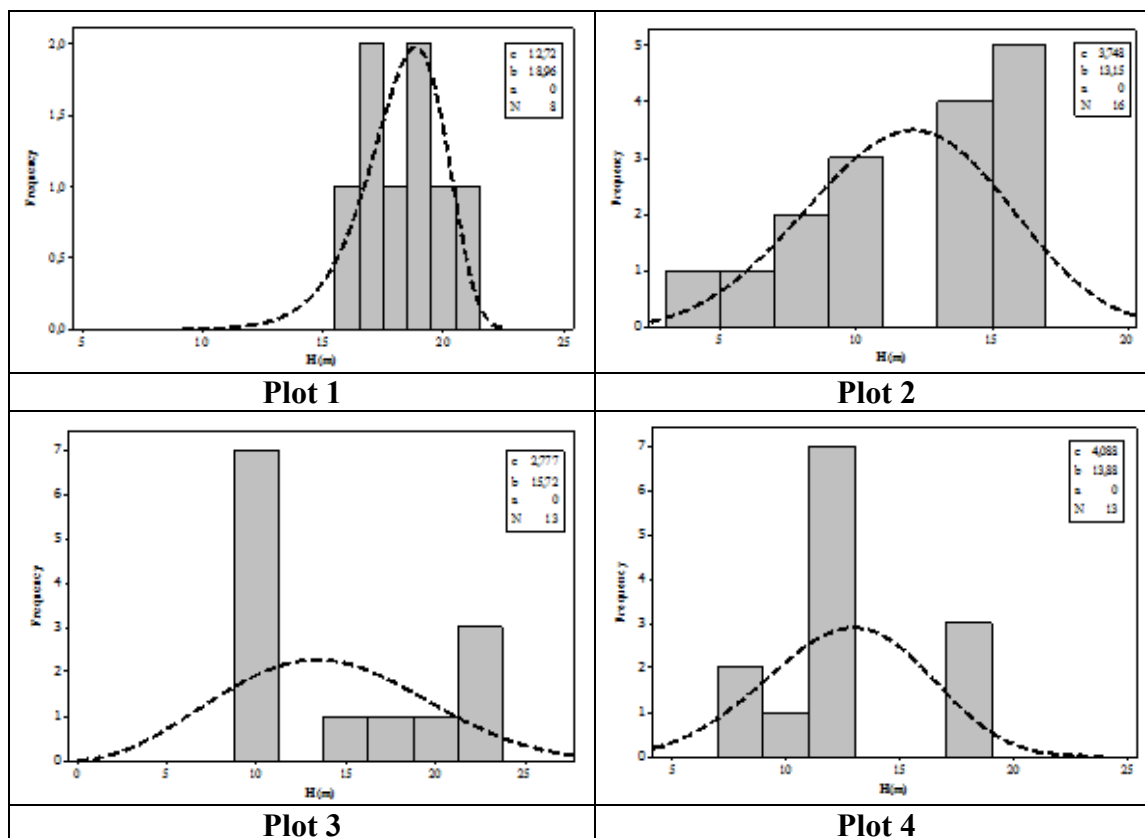 2,0
1,5
1,0
0,5
0,0
Frequency
5
10
15
20
25
H(m)
c 12,72
b 18,96
a 0
N 8
Plot 1
5
4
3
2
1
0
Frequency
5
10
15
20
H(m)
c 3,748
b 13,15
a 0
N 16
Plot 2
7
6
5
4
3
2
1
0
Frequency
0
5
10
15
20
25
H(m)
c 2,777
b 15,72
a 0
N 13
Plot 3
7
6
5
4
3
2
1
0
Frequency
5
10
15
20
25
H(m)
c 4,088
b 13,88
a 0
N 13
Plot 4